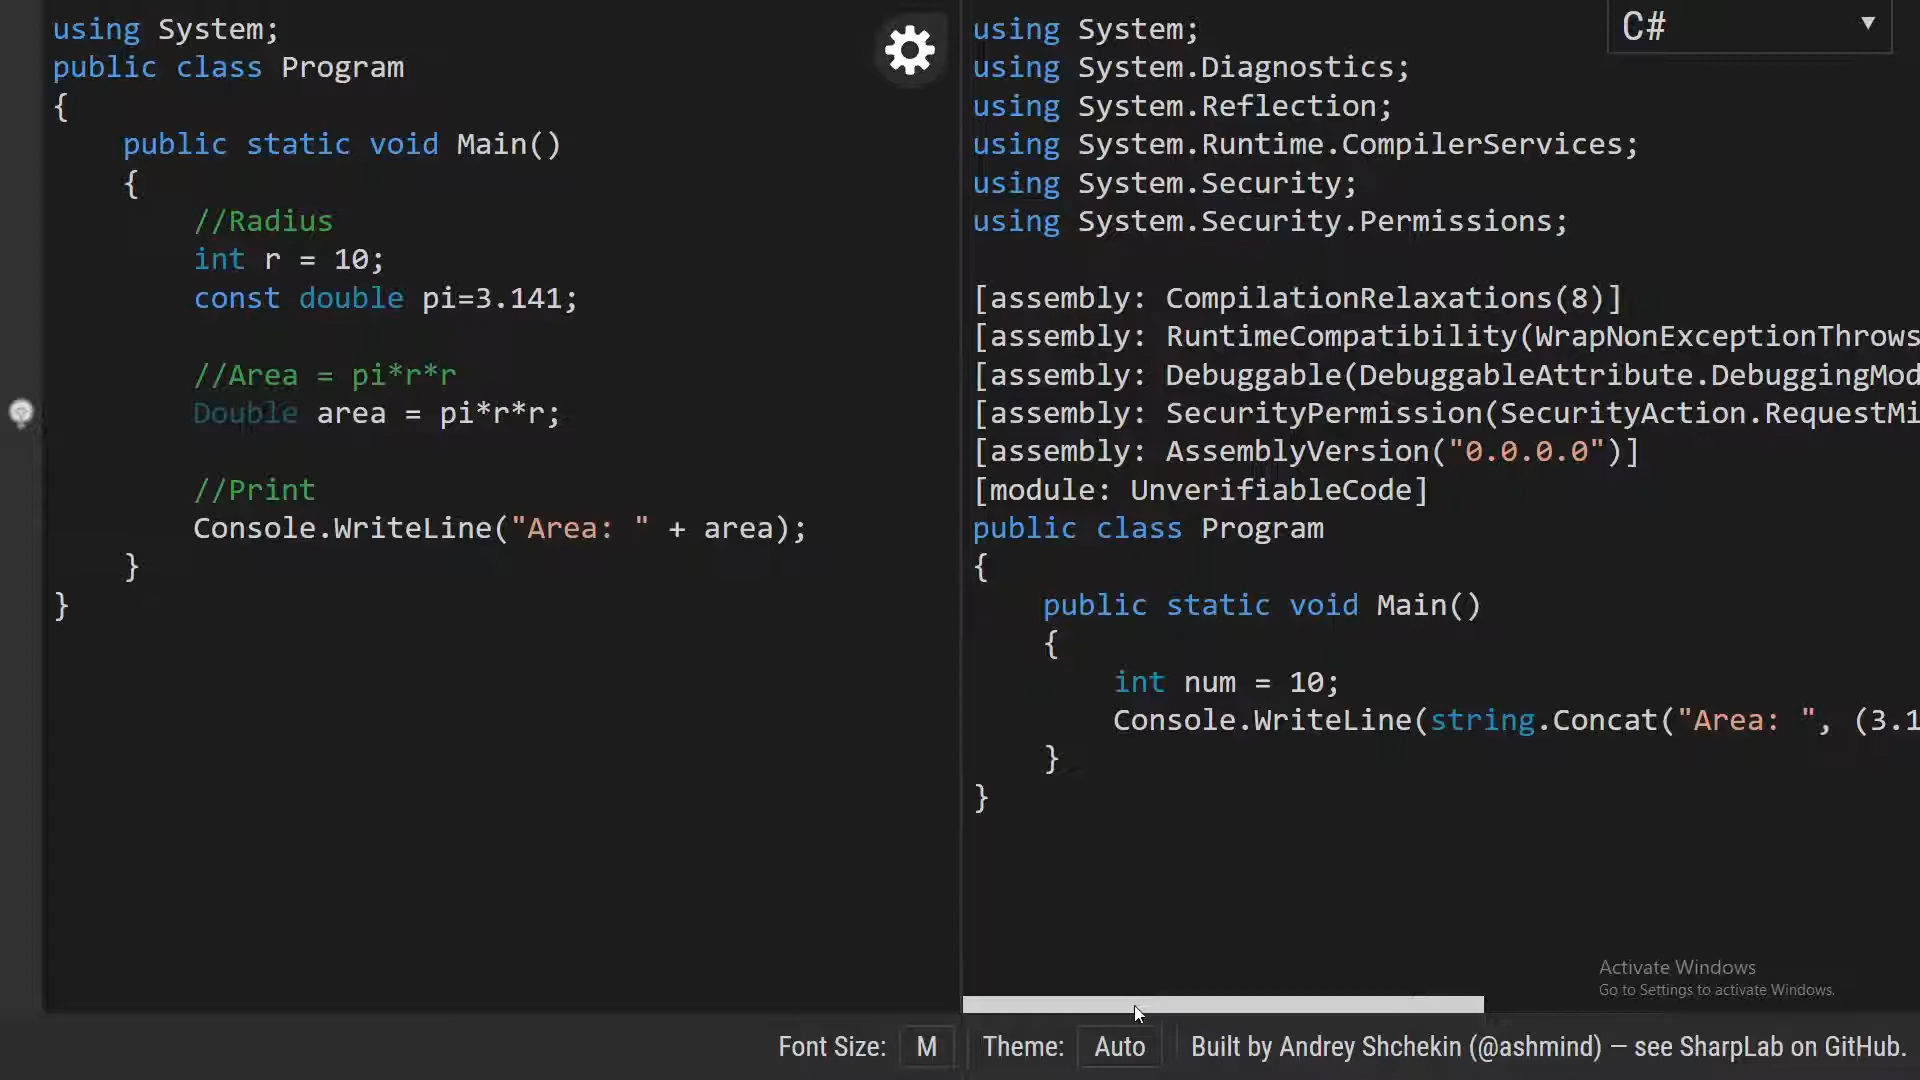 using System;
public class Program
{
    public static void Main()
    {
        //Radius
        int r = 10;
        const double pi=3.141;

        //Area = pi*r*r
        Double area = pi*r*r;

        //Print
        Console.WriteLine("Area: " + area);
    }
}
C#
using System;
using System.Diagnostics;
using System.Reflection;
using System.Runtime.CompilerServices;
using System.Security;
using System.Security.Permissions;

[assembly: CompilationRelaxations(8)]
[assembly: RuntimeCompatibility(WrapNonExceptionThrows
[assembly: Debuggable(DebuggableAttribute.DebuggingMod
[assembly: SecurityPermission(SecurityAction.RequestMi
[assembly: AssemblyVersion("0.0.0.0")]
[module: UnverifiableCode]
public class Program
{
    public static void Main()
    {
        int num = 10;
        Console.WriteLine(string.Concat("Area: ", (3.1
    }
}
Activate Windows
Go to Settings to activate Windows.
Font Size: M Theme: Auto Built by Andrey Shchekin (@ashmind) — see SharpLab on GitHub.